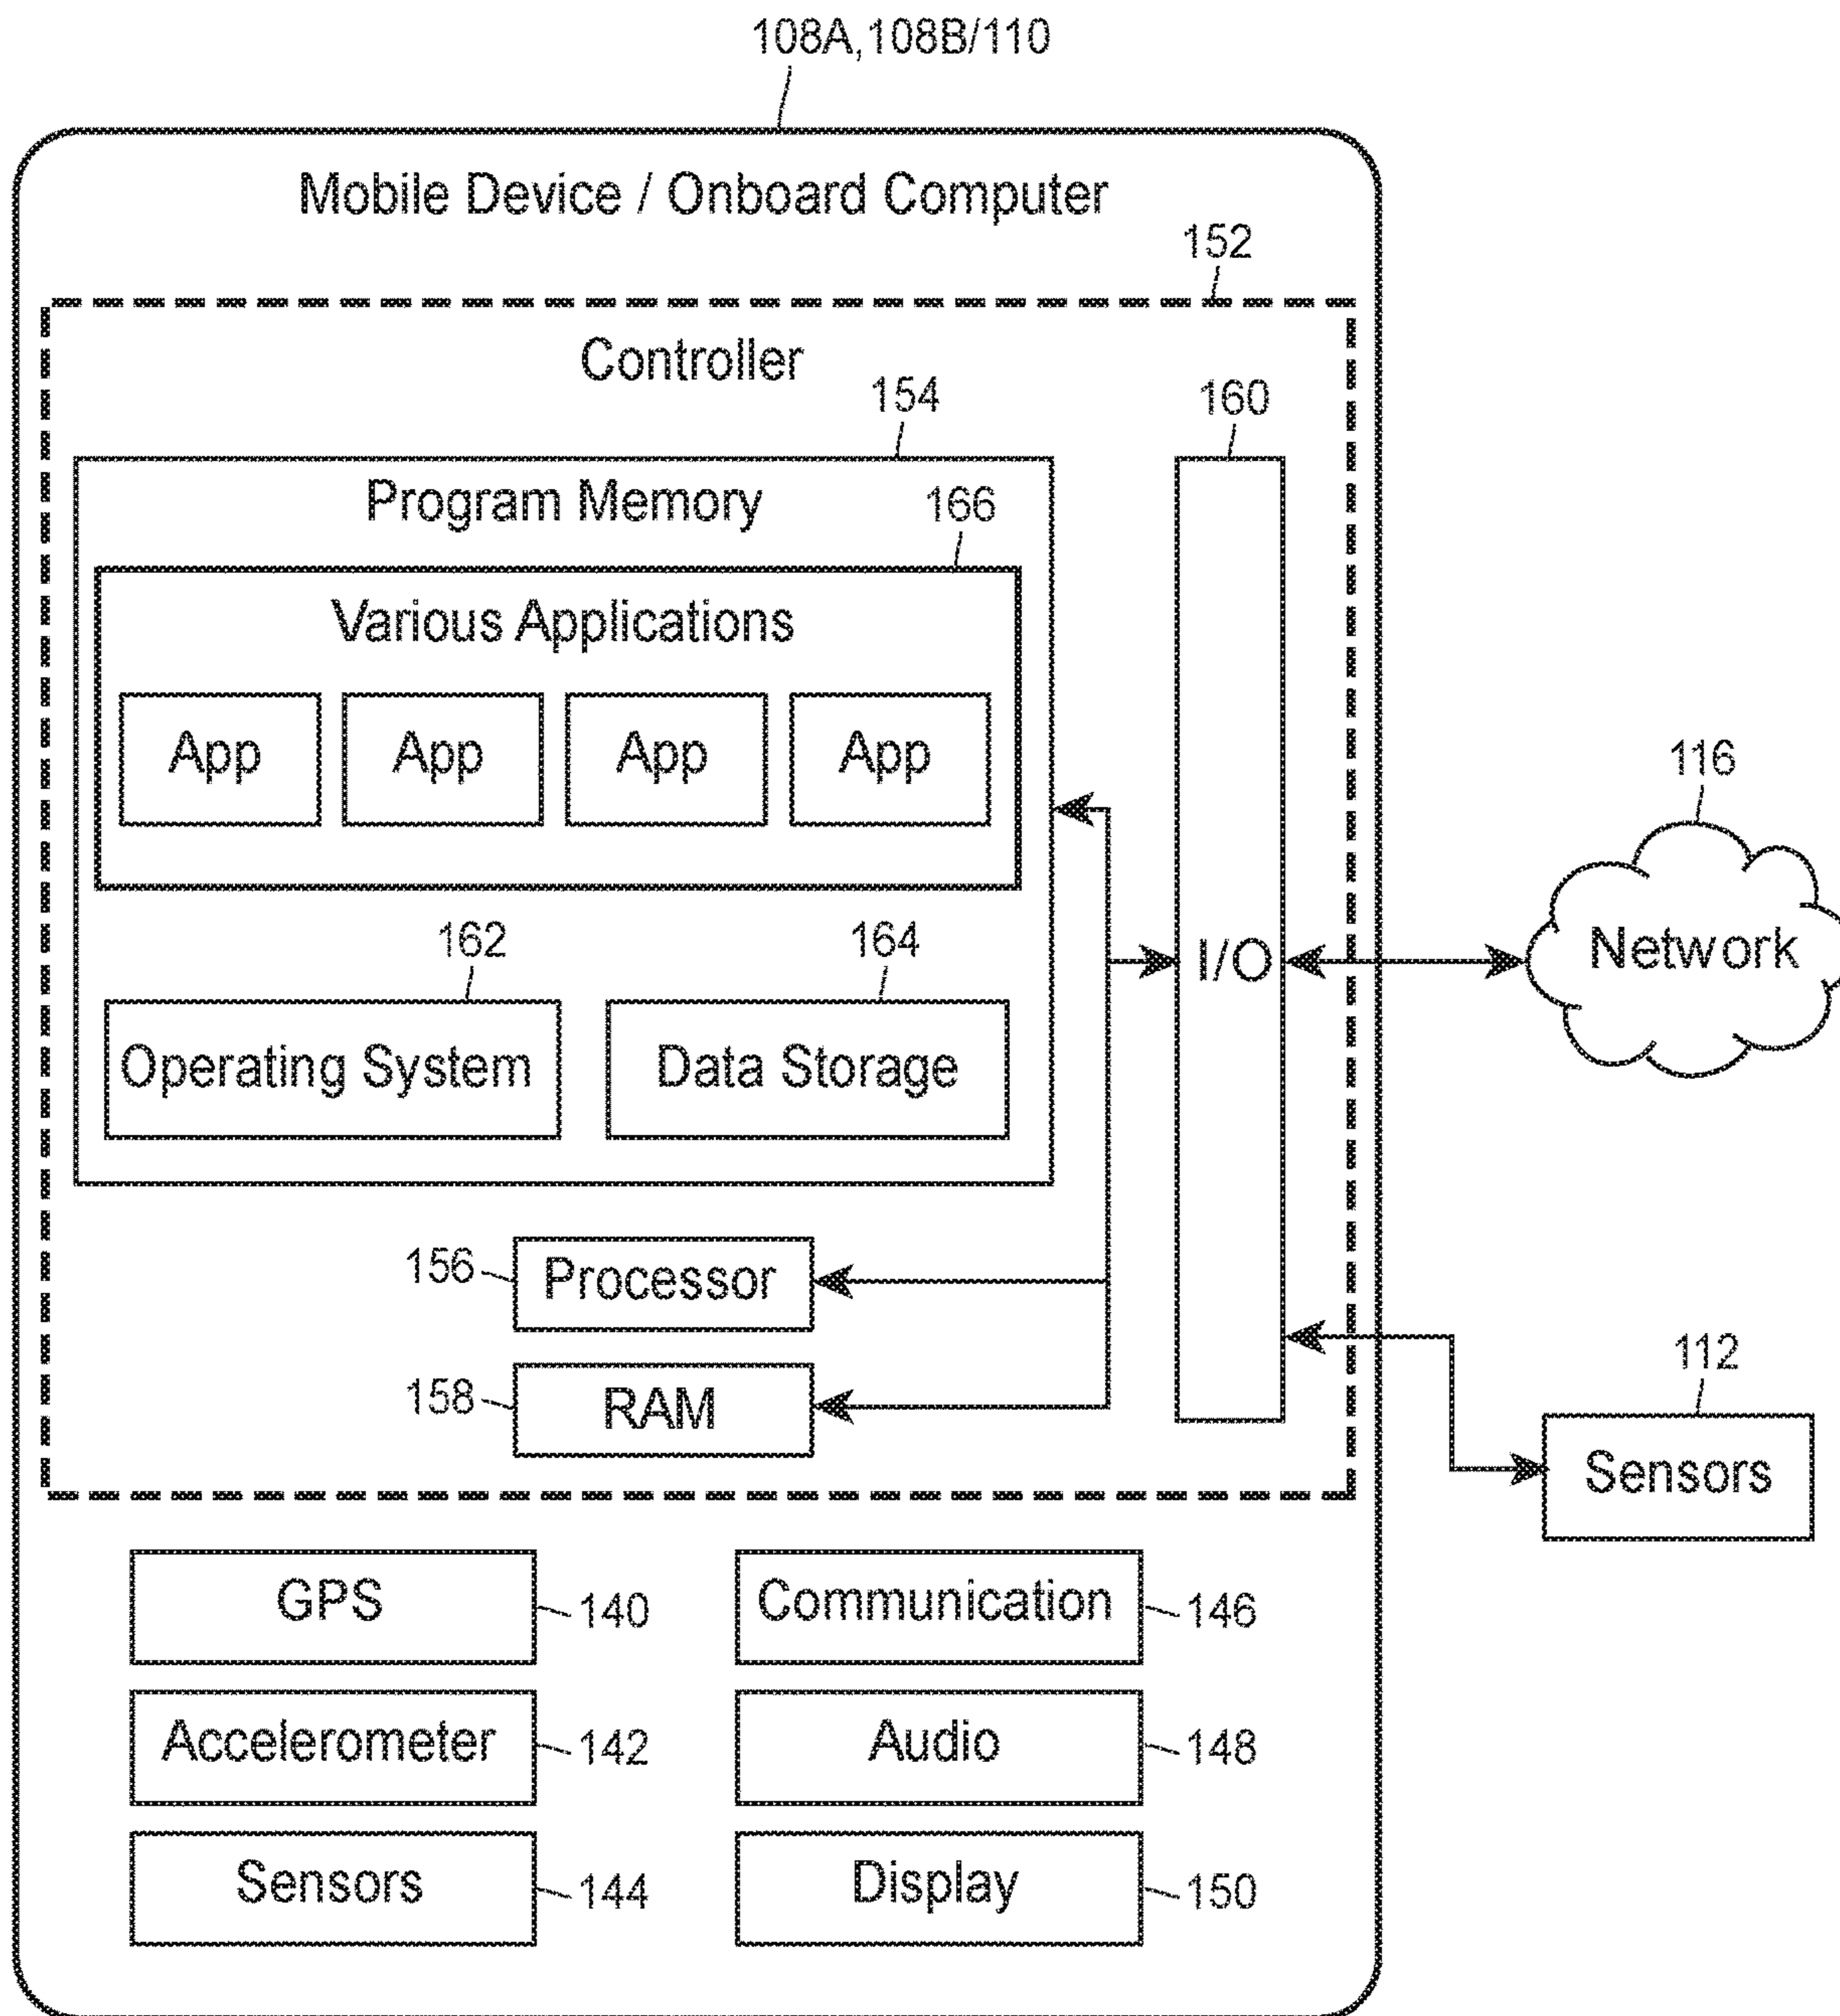 108A,108B/110
Mobile Device / Onboard Computer
152
Controller
154
160
Program Memory
166
Various Applications
App App App App
116
162
164
I/O
Network
Operating System
Data Storage
156
Processor
112
158
RAM
Sensors
GPS
140
Communication
146
Accelerometer
142
Audio
148
Sensors
144
Display
150